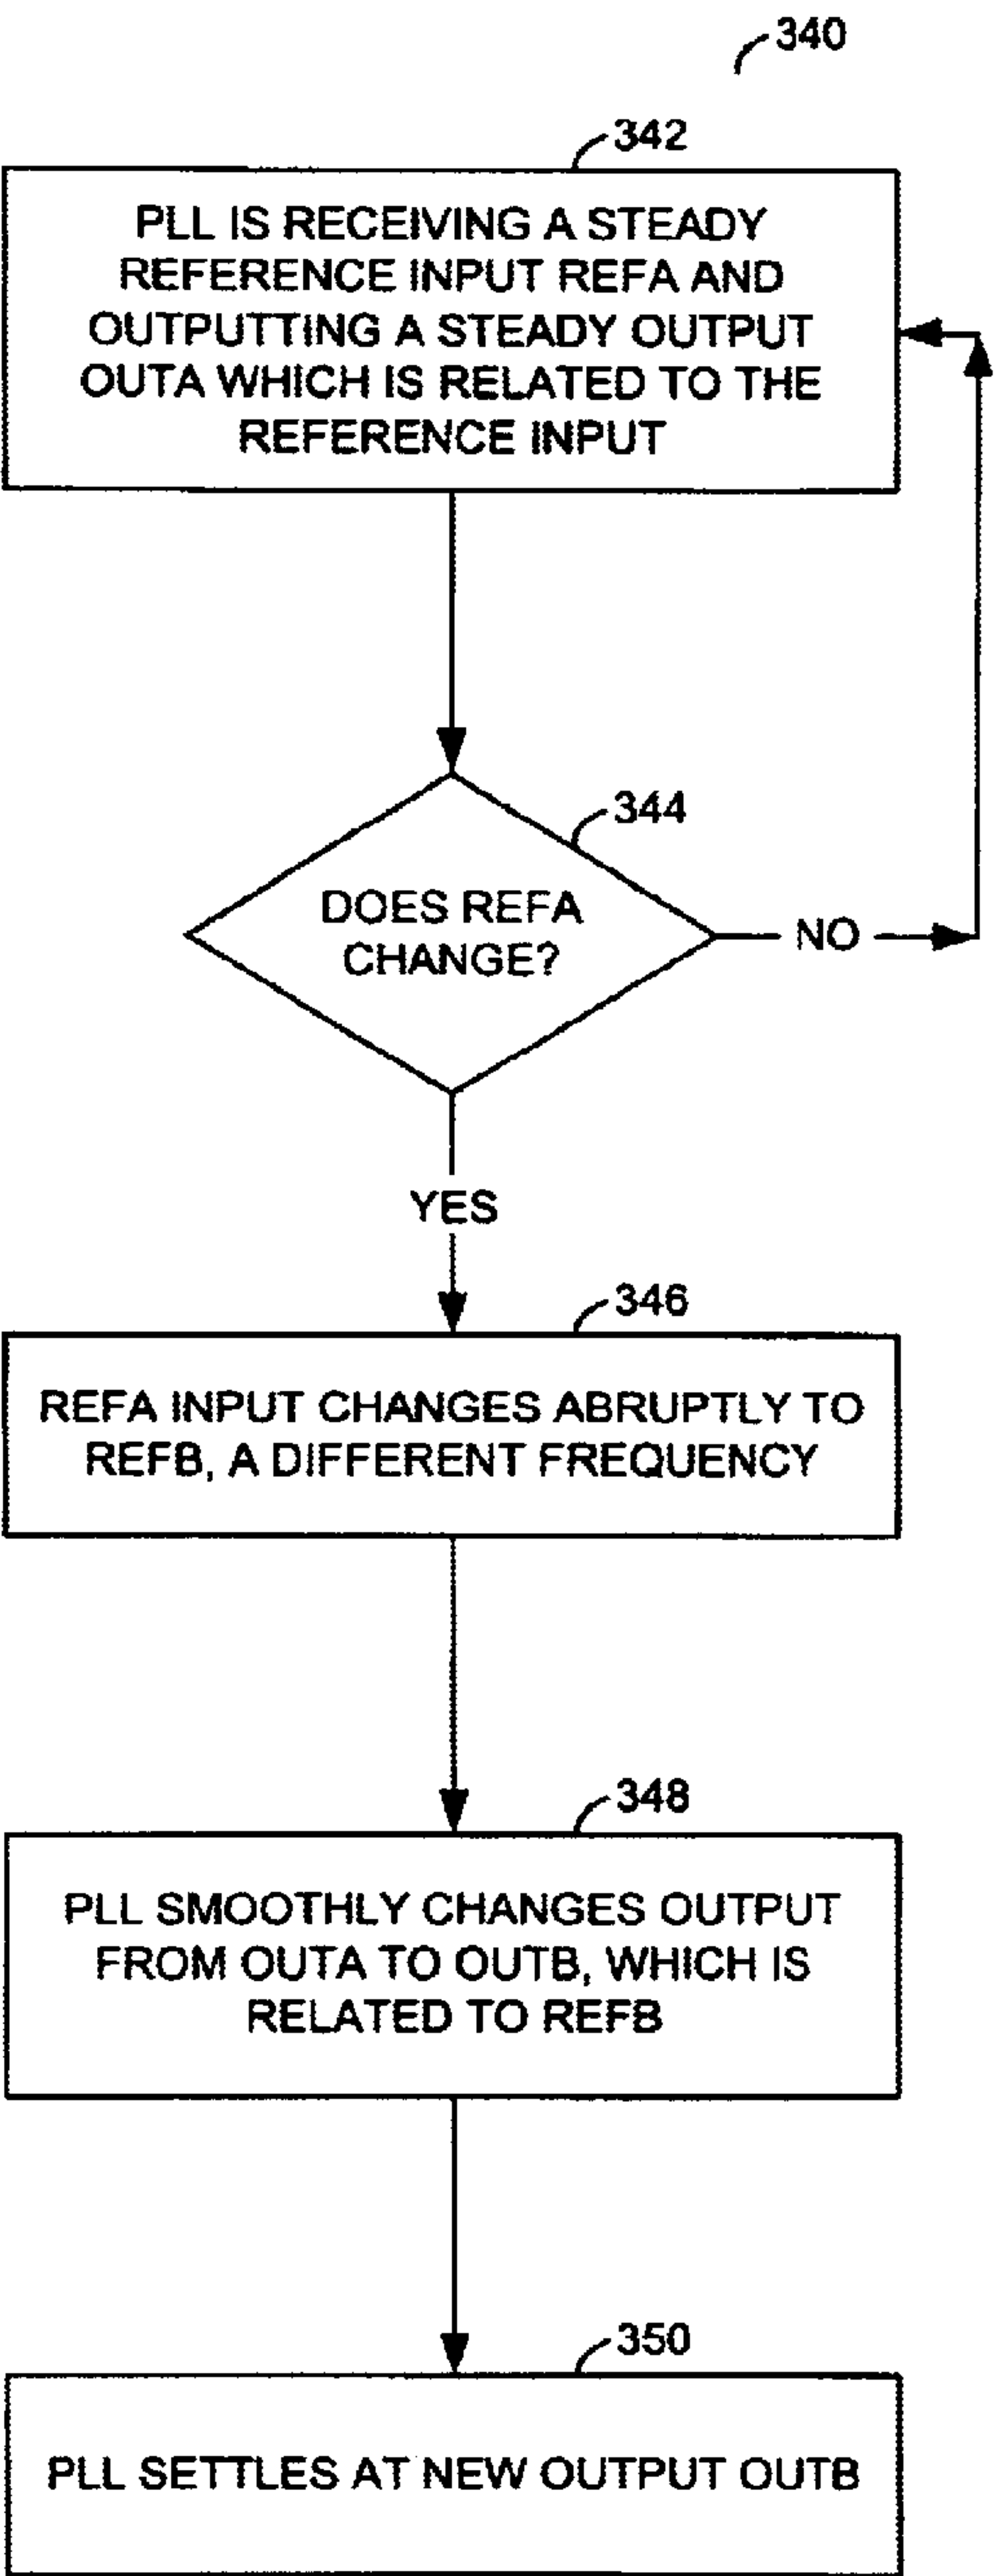 340
342
PLL IS RECEIVING A STEADY
REFERENCE INPUT REFA AND
OUTPUTTING A STEADY OUTPUT
OUTA WHICH IS RELATED TO THE
REFERENCE INPUT
344
DOES REFA
CHANGE?
NO
YES
346
REFA INPUT CHANGES ABRUPTLY TO
REFB, A DIFFERENT FREQUENCY
348
PLL SMOOTHLY CHANGES OUTPUT
FROM OUTA TO OUTB, WHICH IS
RELATED TO REFB
350
PLL SETTLES AT NEW OUTPUT OUTB